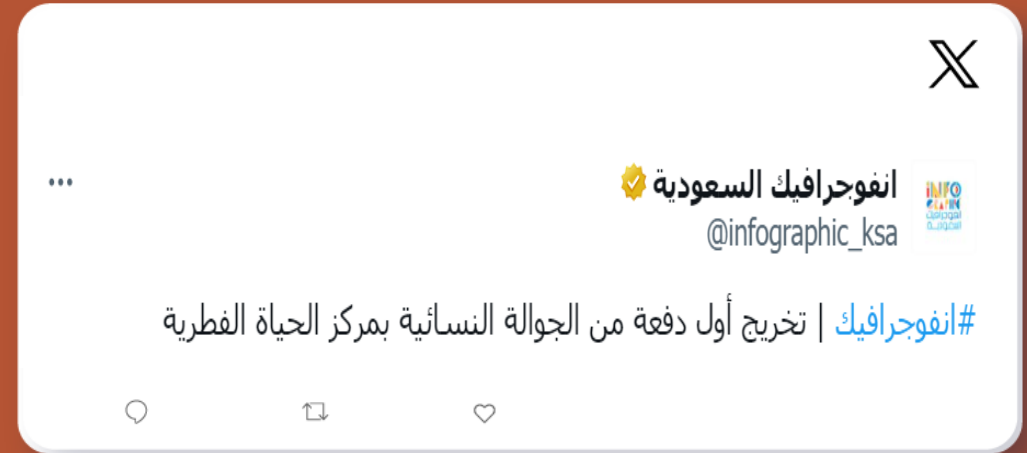 انفوجرافيك السعودية
@infographic_ksa
#انفوجرافيك | تخريج أول دفعة من الجوالة النسائية بمركز الحياة الفطرية